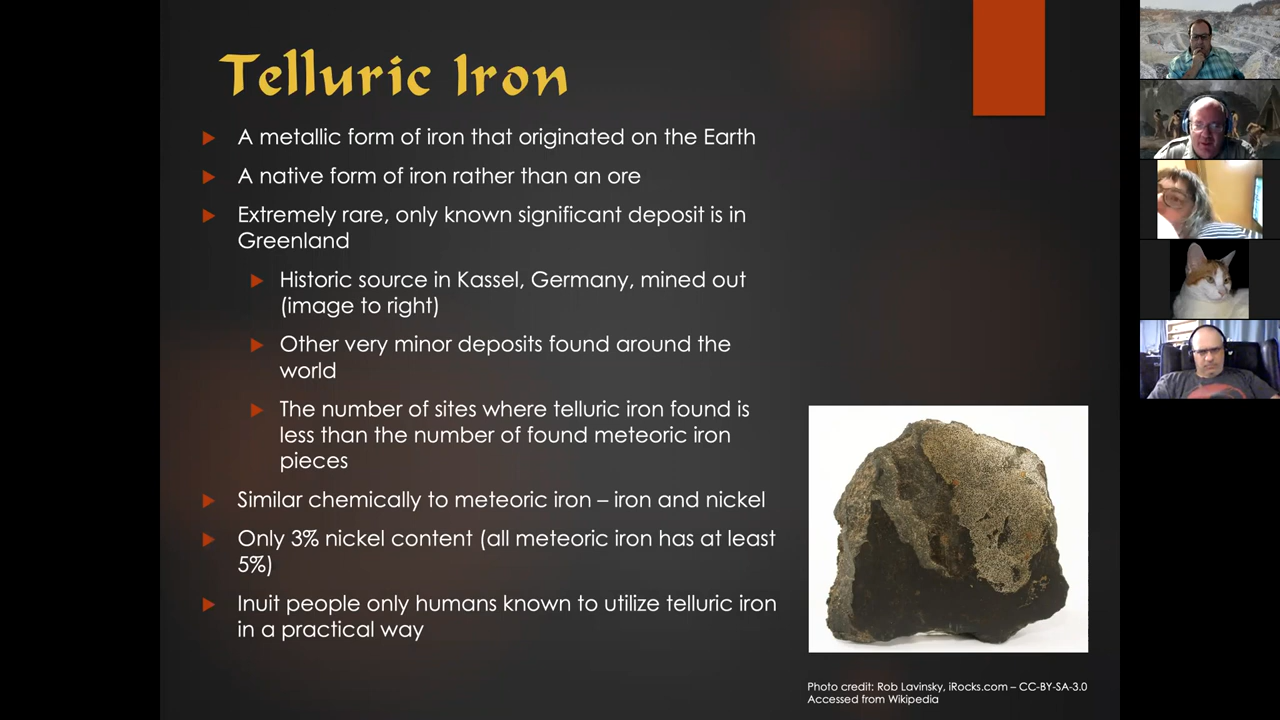 Telluric Iron
A metallic form of iron that originated on the Earth
A native form of iron rather than an ore
Extremely rare, only known significant deposit is in
Greenland
Historic source in Kassel, Germany, mined out
(image to right)
Other very minor deposits found around the
world
The number of sites where telluric iron found is
less than the number of found meteoric iron
pieces
Similar chemically to meteoric iron – iron and nickel
Only 3% nickel content (all meteoric iron has at least
5%)
Inuit people only humans known to utilize telluric iron
in a practical way
Photo credit: Rob Lavinsky, iRocks.com – CC-BY-SA-3.0
Accessed from Wikipedia